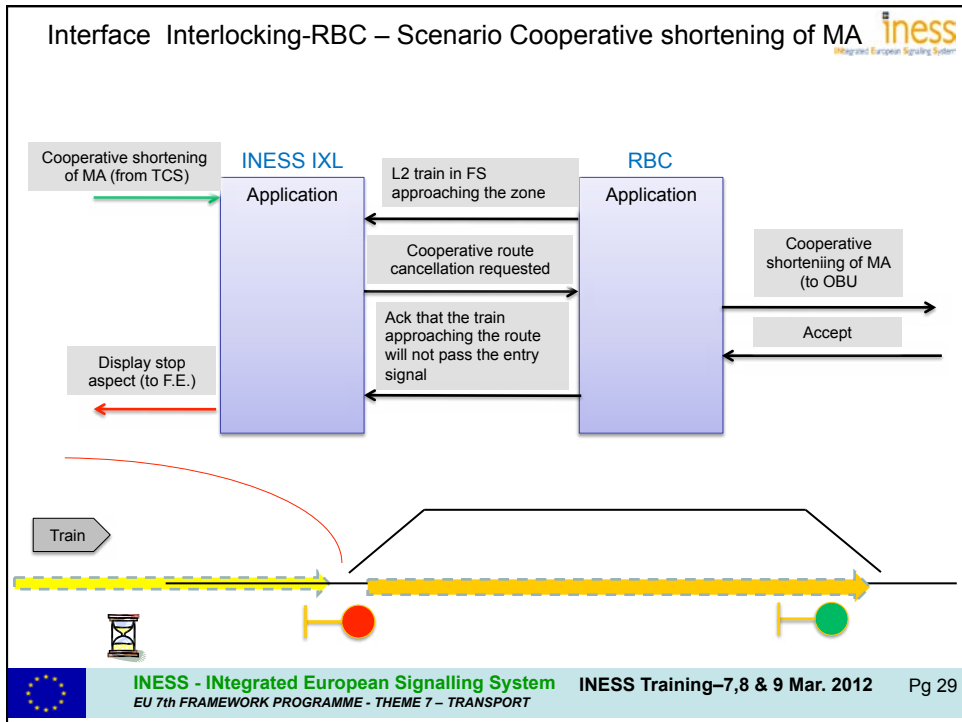 Interface Interlocking-RBC – Scenario Cooperative shortening of MA
iness
INtegrated European Signalling System
Cooperative shortening
of MA (from TCS)
INESS IXL
Application
L2 train in FS
approaching the zone
RBC
Application
Cooperative route
cancellation requested
Cooperative
shorteniing of MA
(to OBU
Ack that the train
approaching the route
will not pass the entry
signal
Accept
Display stop
aspect (to F.E.)
Train
INESS - INtegrated European Signalling System
EU 7th FRAMEWORK PROGRAMME - THEME 7 – TRANSPORT
INESS Training–7,8 & 9 Mar. 2012
Pg 29